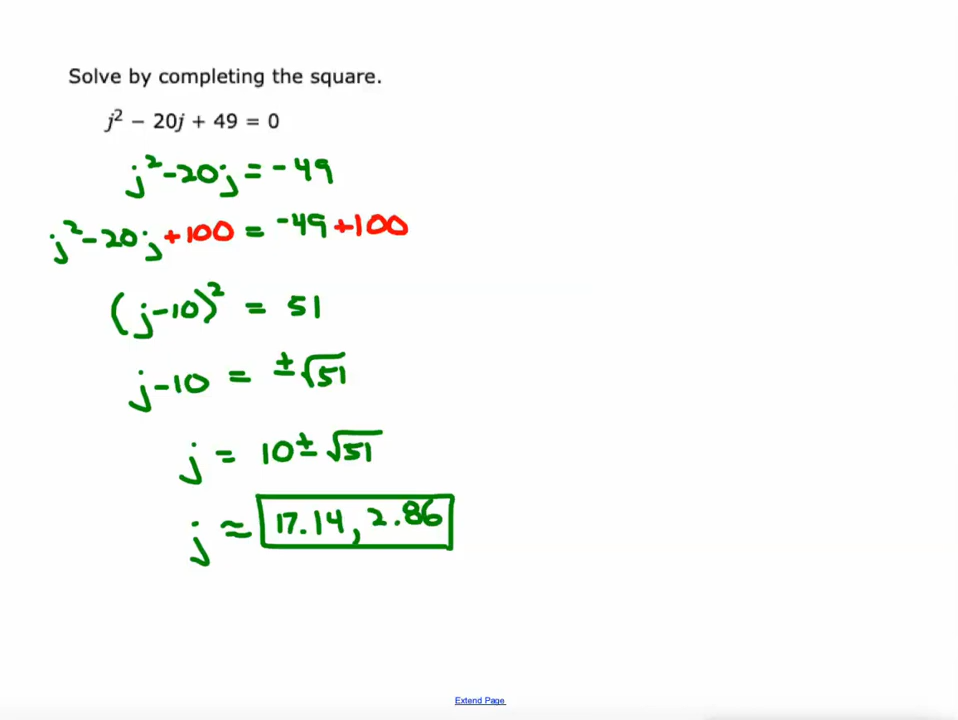 Solve by completing the square.
j² − 20j + 49 = 0
j² - 20j = -49
j² - 20j + 100 = -49 + 100
(j - 10)² = 51
j - 10 = ±√51
j = 10 ± √51
j ≈ 17.14, 2.86
Extend Page